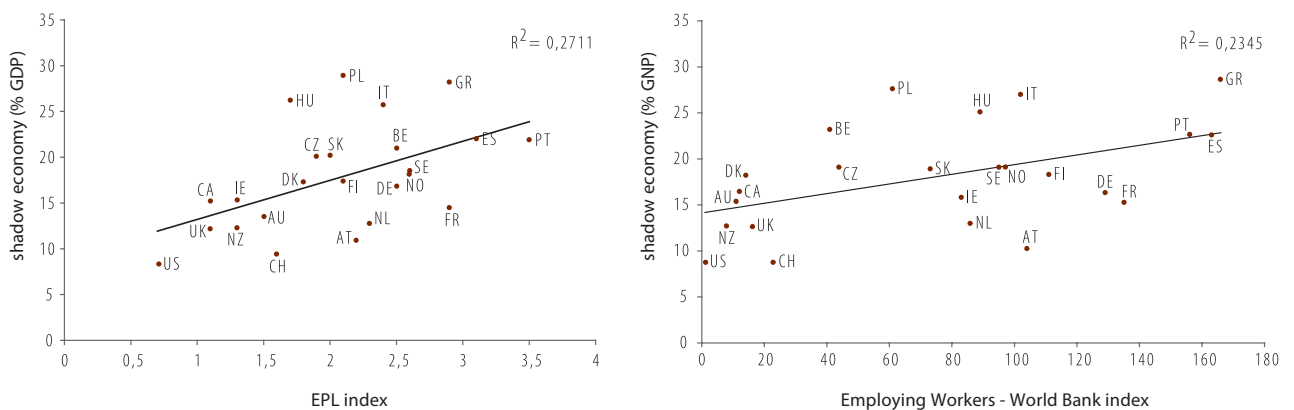 shadow economy (% GDP)
35
30
25
20
15
10
5
0
R² = 0,2711
PL
GR
HU
IT
CZ SK
BE
ES
PT
DK
FI
SE
DE NO
CA
IE
AU
NL
FR
UK
NZ
AT
CH
US
0 0,5 1 1,5 2 2,5 3 3,5 4
EPL index
shadow economy (% GNP)
35
30
25
20
15
10
5
0
R² = 0,2345
GR
PL
HU
IT
BE
PT
ES
DK
CZ
SK
SE NO
FI
AU CA
IE
DE
FR
NZ
UK
NL
AT
US
CH
0 20 40 60 80 100 120 140 160 180
Employing Workers - World Bank index